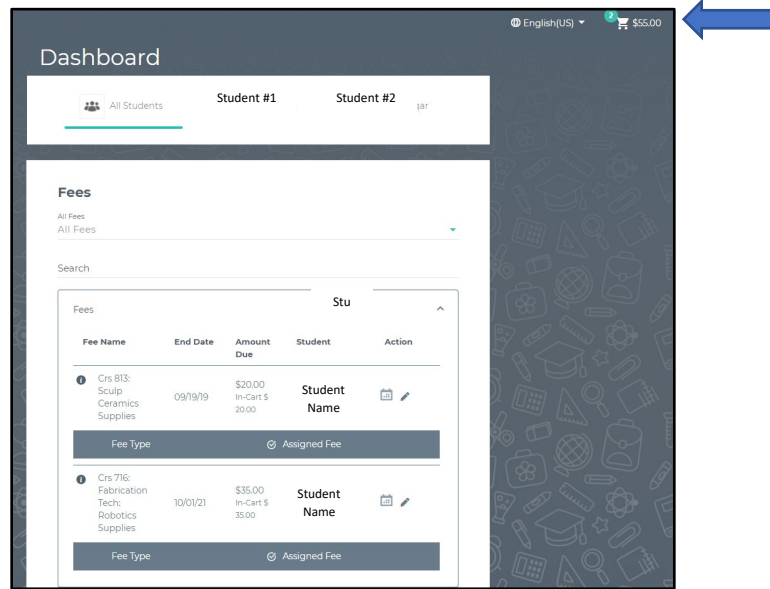 English(US)
2
$55.00
Dashboard
All Students
Student #1
Student #2
gar
Fees
All Fees
All Fees
Search
Fees
Stu
Fee Name
End Date
Amount
Due
Student
Action
Crs 813:
Sculp
Ceramics
Supplies
09/19/19
$20.00
In-Cart $
20.00
Student
Name
Fee Type
Assigned Fee
Crs 716:
Fabrication
Tech:
Robotics
Supplies
10/01/21
$35.00
In-Cart $
35.00
Student
Name
Fee Type
Assigned Fee